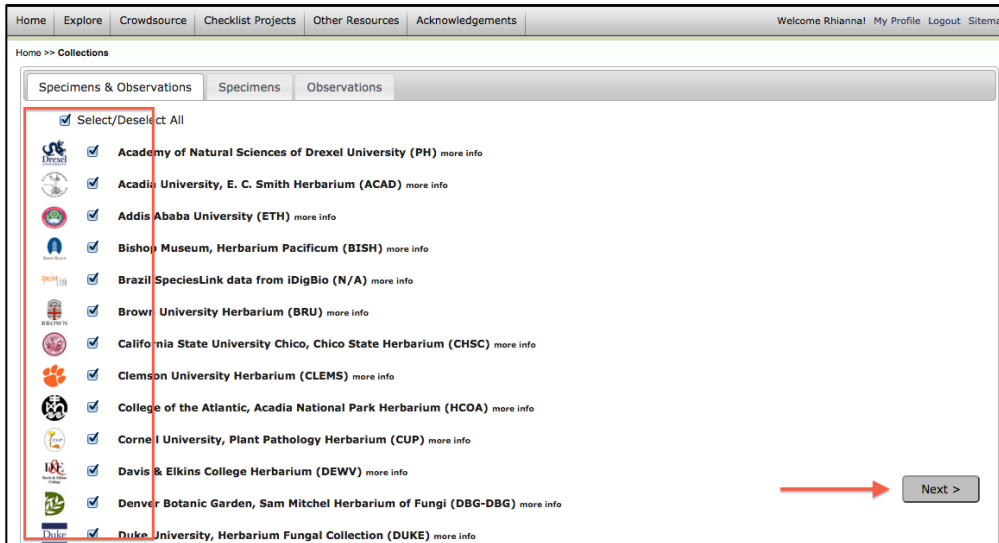 Home Explore Crowdsource Checklist Projects Other Resources Acknowledgements Welcome Rhianna! My Profile Logout Sitema
Home >> Collections
Specimens & Observations Specimens Observations
Select/Deselect All
Drexel
Academy of Natural Sciences of Drexel University (PH) more info
Acadia University, E. C. Smith Herbarium (ACAD) more info
Addis Ababa University (ETH) more info
Bishop Museum, Herbarium Pacificum (BISH) more info
Brazil SpeciesLink data from iDigBio (N/A) more info
BROWN
Brown University Herbarium (BRU) more info
California State University Chico, Chico State Herbarium (CHSC) more info
Clemson University Herbarium (CLEMS) more info
College of the Atlantic, Acadia National Park Herbarium (HCOA) more info
Cornell University, Plant Pathology Herbarium (CUP) more info
Davis & Elkins College Herbarium (DEWV) more info
Denver Botanic Garden, Sam Mitchel Herbarium of Fungi (DBG-DBG) more info
Next >
Duke
Duke University, Herbarium Fungal Collection (DUKE) more info